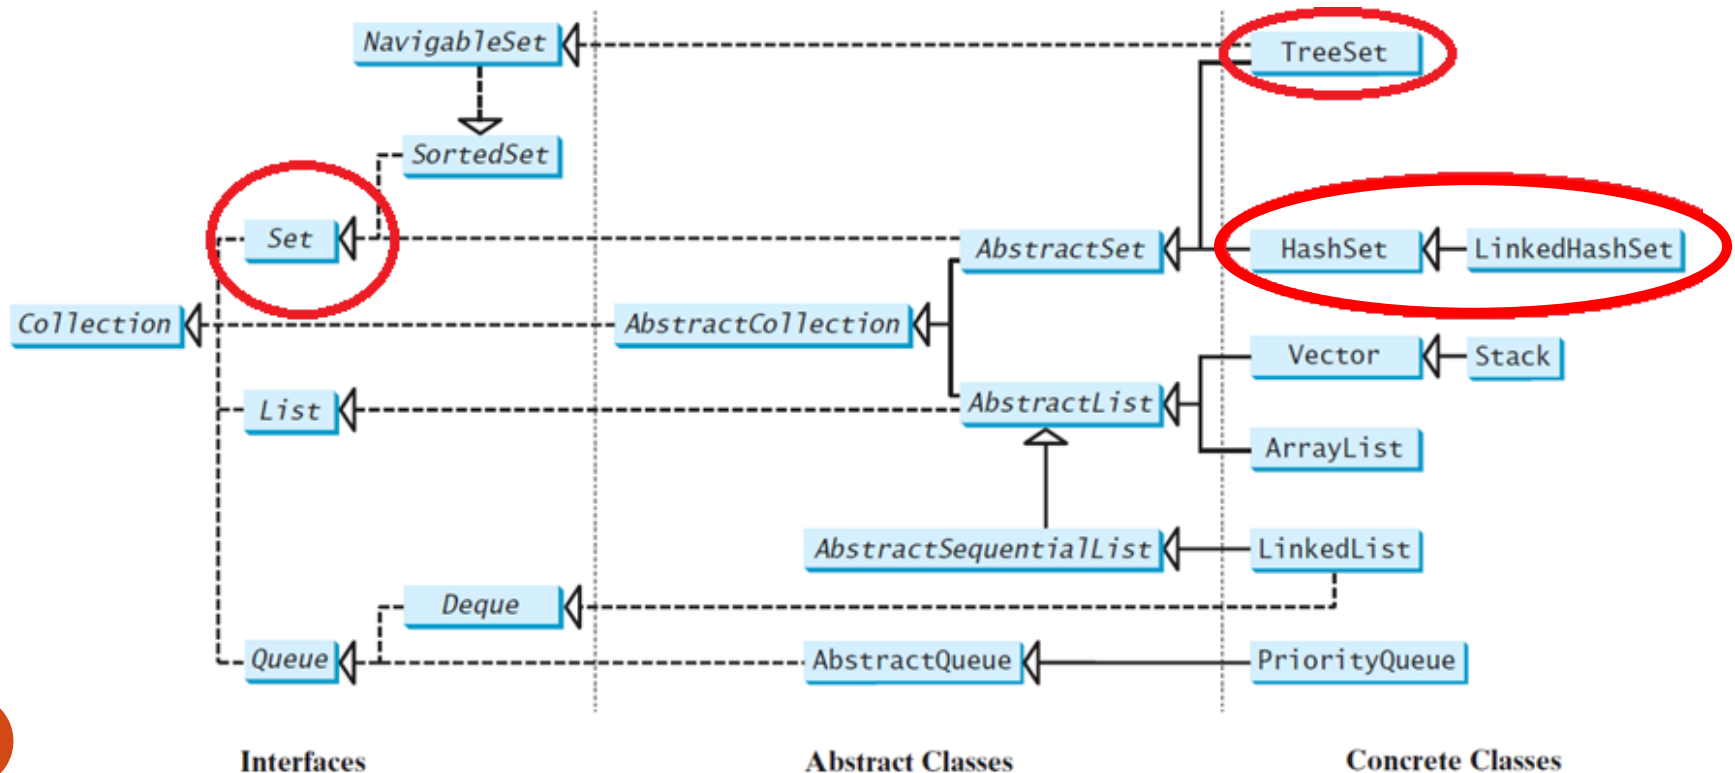 NavigableSet
TreeSet
SortedSet
Set
AbstractSet
HashSet
LinkedHashSet
Collection
AbstractCollection
Vector
Stack
List
AbstractList
ArrayList
AbstractSequentialList
LinkedList
Deque
Queue
AbstractQueue
PriorityQueue
Interfaces
Abstract Classes
Concrete Classes